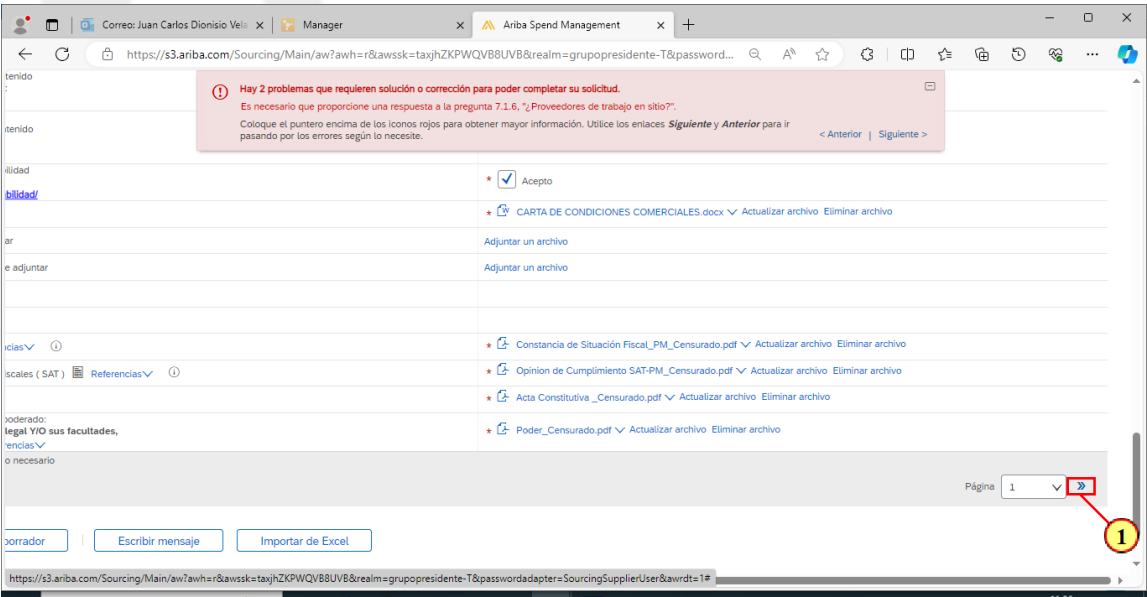 Correo: Juan Carlos Dionisio Vela
Manager
Ariba Spend Management
https://s3.ariba.com/Sourcing/Main/aw?awh=r&awssk=taxjhZKPWQVB8UVB&realm=grupopresidente-T&password...
tenido
:
Hay 2 problemas que requieren solución o corrección para poder completar su solicitud.
Es necesario que proporcione una respuesta a la pregunta 7.1.6, "¿Proveedores de trabajo en sitio?".
Coloque el puntero encima de los iconos rojos para obtener mayor información. Utilice los enlaces Siguiente y Anterior para ir
pasando por los errores según lo necesite.
< Anterior | Siguiente >
ntenido
ilidad
bilidad/
* Acepto
* CARTA DE CONDICIONES COMERCIALES.docx Actualizar archivo Eliminar archivo
ar
Adjuntar un archivo
e adjuntar
Adjuntar un archivo
ncias
* Constancia de Situación Fiscal_PM_Censurado.pdf Actualizar archivo Eliminar archivo
iscales ( SAT ) Referencias
* Opinion de Cumplimiento SAT-PM_Censurado.pdf Actualizar archivo Eliminar archivo
* Acta Constitutiva _Censurado.pdf Actualizar archivo Eliminar archivo
poderado:
legal Y/O sus facultades,
rencias
* Poder_Censurado.pdf Actualizar archivo Eliminar archivo
o necesario
Página 1 »
1
borrador
Escribir mensaje
Importar de Excel
https://s3.ariba.com/Sourcing/Main/aw?awh=r&awssk=taxjhZKPWQVB8UVB&realm=grupopresidente-T&passwordadapter=SourcingSupplierUser&awrdt=1#